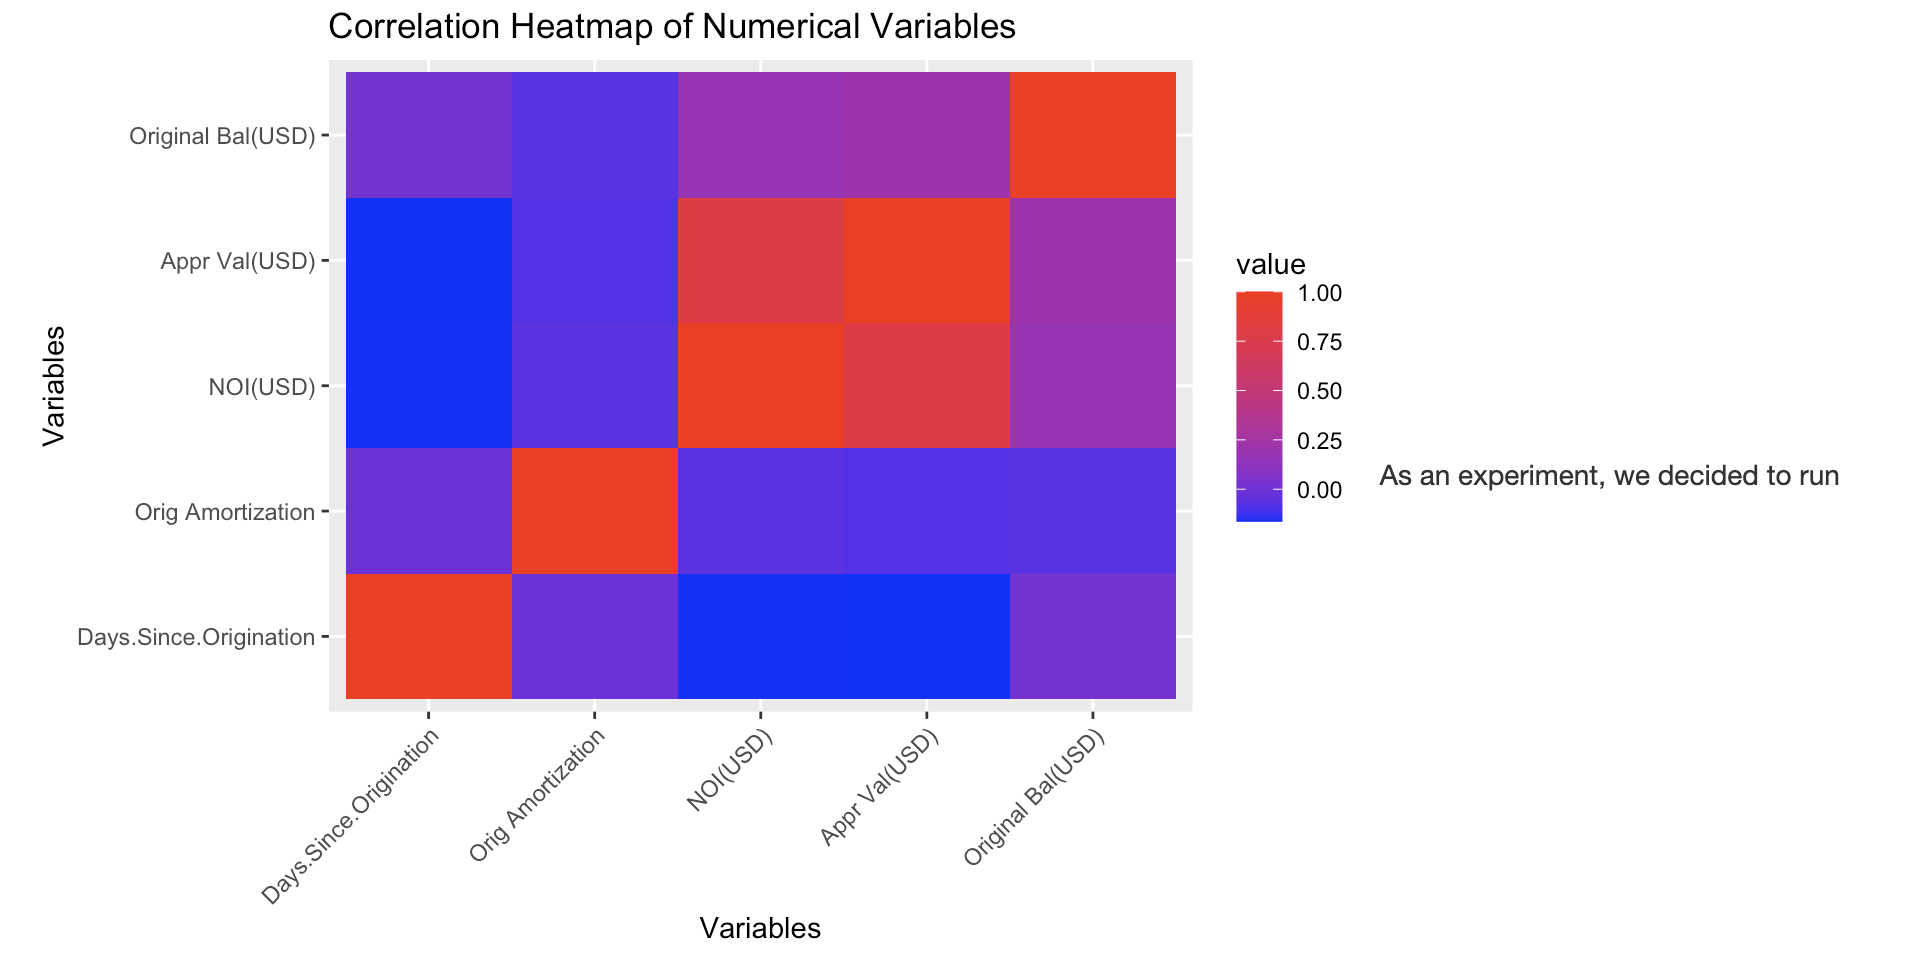 Correlation Heatmap of Numerical Variables
Variables
Original Bal(USD)
Appr Val(USD)
NOI(USD)
Orig Amortization
Days.Since.Origination
Days.Since.Origination
Orig Amortization
NOI(USD)
Appr Val(USD)
Original Bal(USD)
Variables
value
1.00
0.75
0.50
0.25
0.00
As an experiment, we decided to run